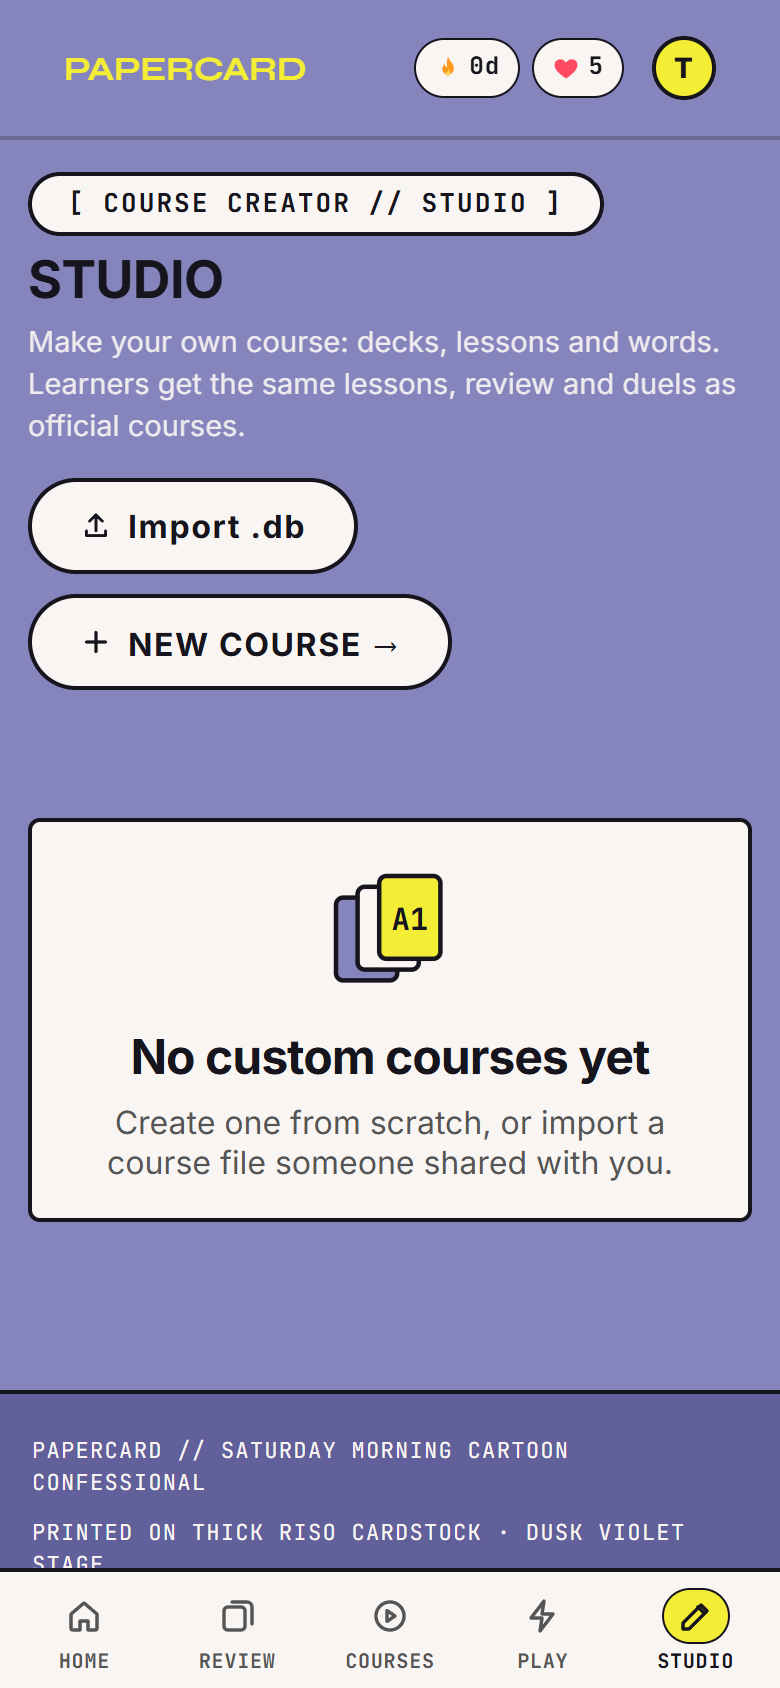 PAPERCARD
0d
5
T
[ COURSE CREATOR // STUDIO ]
STUDIO
Make your own course: decks, lessons and words.
Learners get the same lessons, review and duels as
official courses.
Import .db
+ NEW COURSE →
A1
No custom courses yet
Create one from scratch, or import a
course file someone shared with you.
PAPERCARD // SATURDAY MORNING CARTOON
CONFESSIONAL
PRINTED ON THICK RISO CARDSTOCK · DUSK VIOLET
STAGE
HOME
REVIEW
COURSES
PLAY
STUDIO